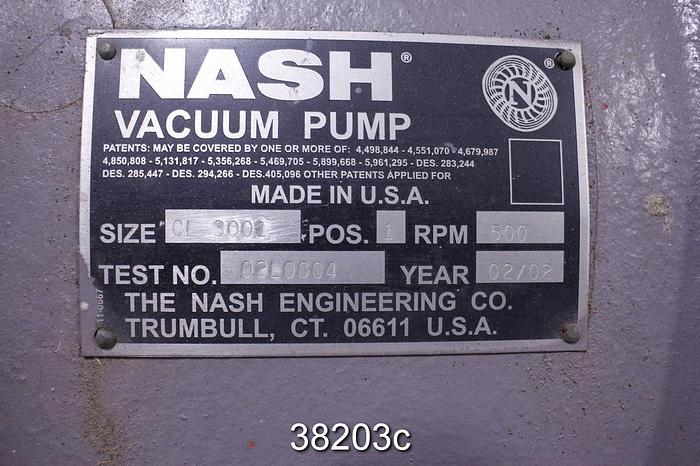 NASH®
®
N
VACUUM PUMP
PATENTS: MAY BE COVERED BY ONE OR MORE OF: 4,498,844 - 4,551,070 - 4,679,987
4,850,808 - 5,131,817 - 5,356,268 - 5,469,705 - 5,899,668 - 5,961,295 - DES. 283,244
DES. 285,447 - DES. 294,266 - DES.405,096 OTHER PATENTS APPLIED FOR
MADE IN U.S.A.
SIZE CL 3001 POS. 1 RPM 500
TEST NO. YEAR 02/02
THE NASH ENGINEERING CO.
TRUMBULL, CT. 06611 U.S.A.
38203c